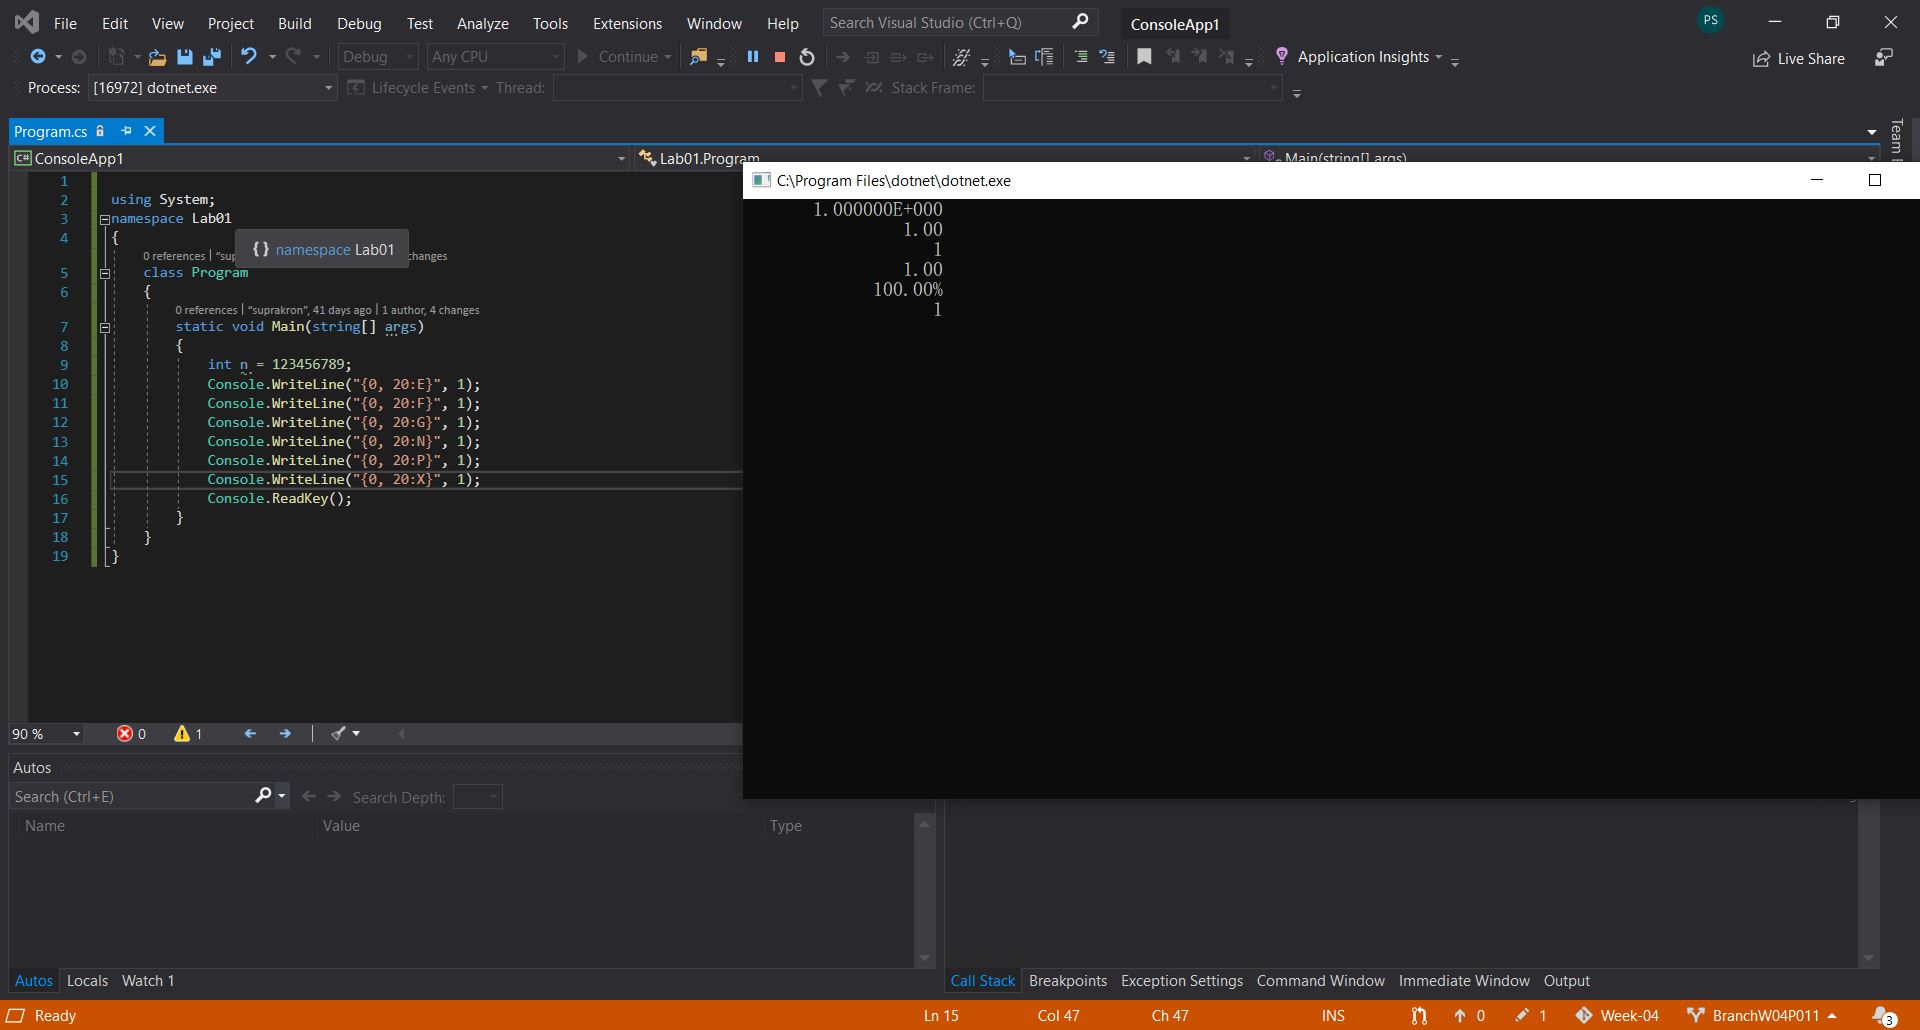 File Edit View Project Build Debug Test Analyze Tools Extensions Window Help Search Visual Studio (Ctrl+Q) ConsoleApp1 PS
Debug Any CPU Continue Application Insights Live Share
Process: [16972] dotnet.exe Lifecycle Events Thread: Stack Frame:
Program.cs
Team
C# ConsoleApp1 Lab01.Program Main(string[] args)
C:\Program Files\dotnet\dotnet.exe
1.000000E+000
1.00
1
1.00
100.00%
1
1
2 using System;
3 namespace Lab01
4 {
{ } namespace Lab01
0 references | “sup changes
5 class Program
6 {
0 references | “suprakron”, 41 days ago | 1 author, 4 changes
7 static void Main(string[] args)
8 {
9 int n = 123456789;
10 Console.WriteLine("{0, 20:E}", 1);
11 Console.WriteLine("{0, 20:F}", 1);
12 Console.WriteLine("{0, 20:G}", 1);
13 Console.WriteLine("{0, 20:N}", 1);
14 Console.WriteLine("{0, 20:P}", 1);
15 Console.WriteLine("{0, 20:X}", 1);
16 Console.ReadKey();
17 }
18 }
19 }
90 % 0 1
Autos
Search (Ctrl+E) Search Depth:
Name Value Type
Autos Locals Watch 1
Call Stack Breakpoints Exception Settings Command Window Immediate Window Output
Ready Ln 15 Col 47 Ch 47 INS 0 1 Week-04 BranchW04P011 3